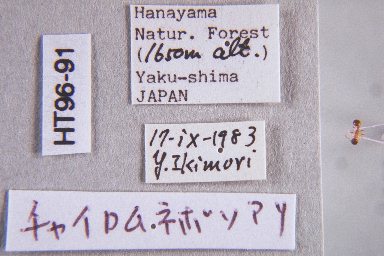 HT96-91
Hanayama
Natur. Forest
(1650m alt.)
Yaku-shima
JAPAN
17-ix-1983
Y. Ikimori
チャイロム.ネボソアリ